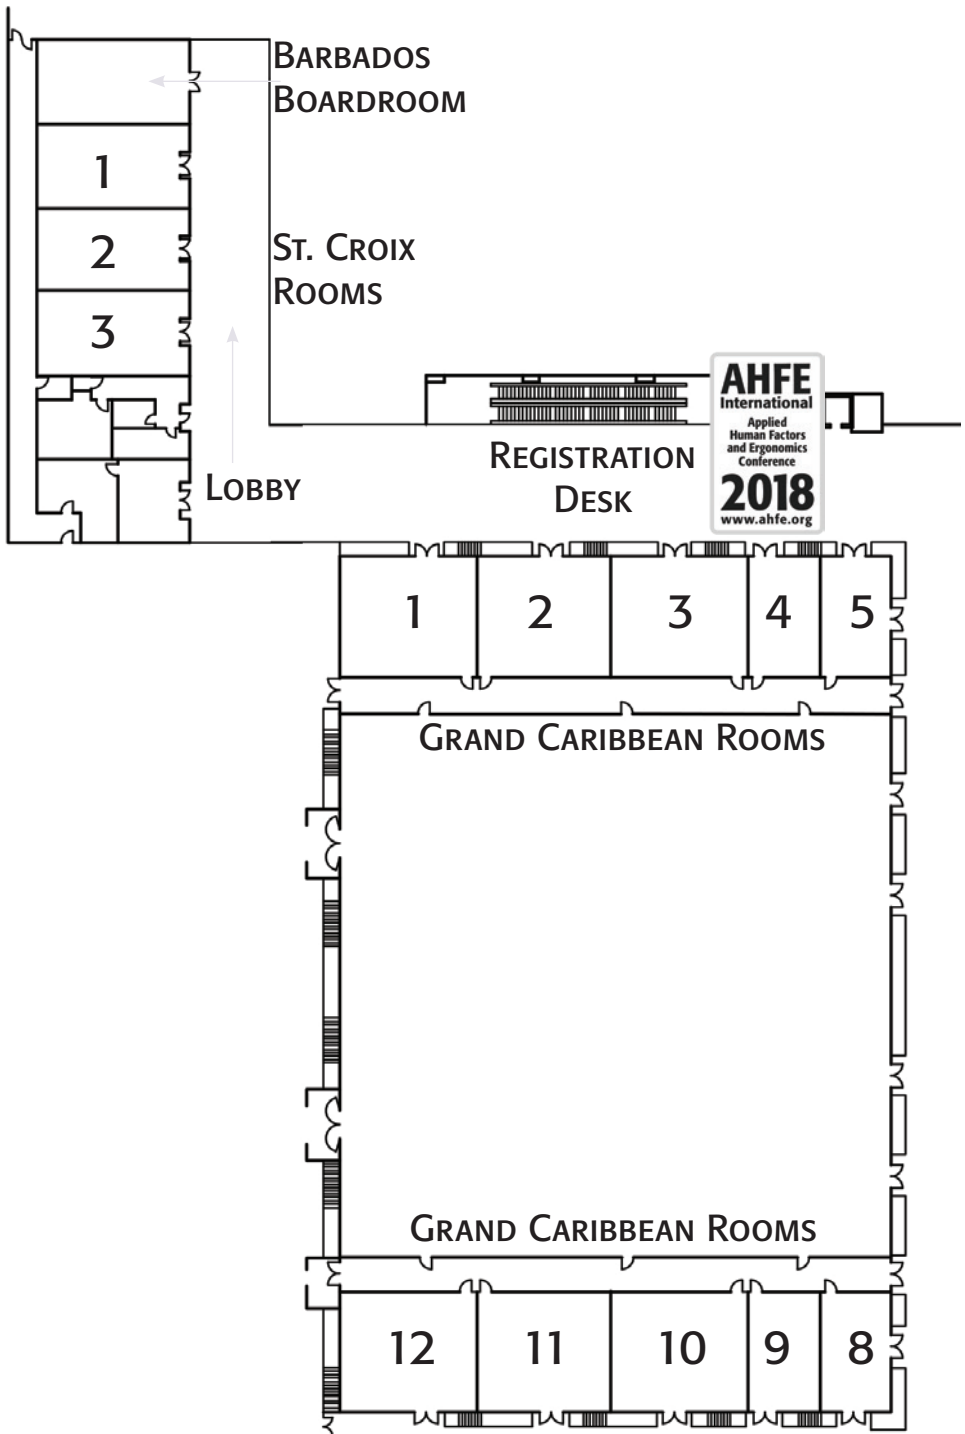 BARBADOS
BOARDROOM
1
2
ST. CROIX
ROOMS
3
AHFE
International
Applied
Human Factors
and Ergonomics
Conference
2018
www.ahfe.org
REGISTRATION
DESK
LOBBY
1 2 3 4 5
GRAND CARIBBEAN ROOMS
GRAND CARIBBEAN ROOMS
12 11 10 9 8